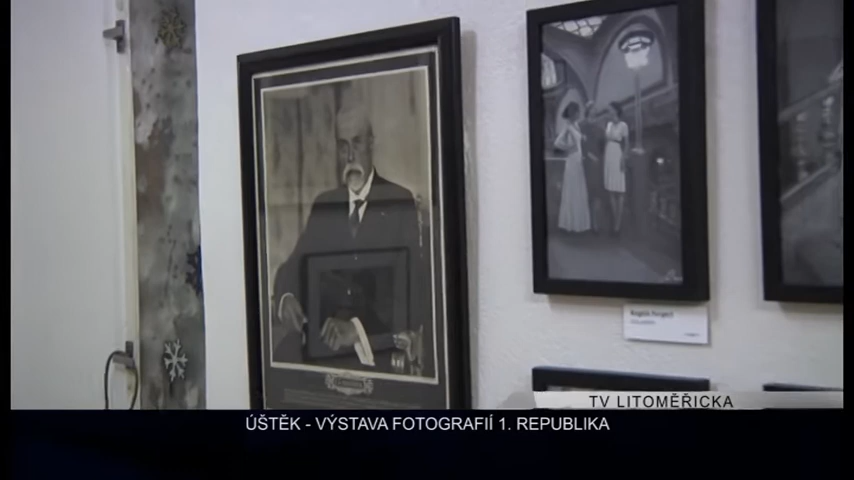 TV LITOMĚŘICKA
ÚŠTĚK - VÝSTAVA FOTOGRAFIÍ 1. REPUBLIKA